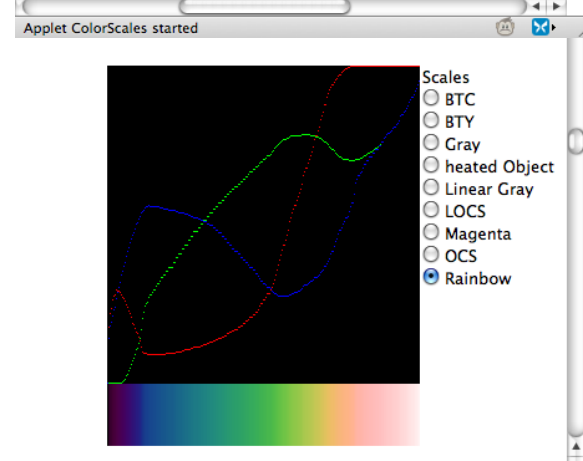 Applet ColorScales started
Scales
BTC
BTY
Gray
heated Object
Linear Gray
LOCS
Magenta
OCS
Rainbow